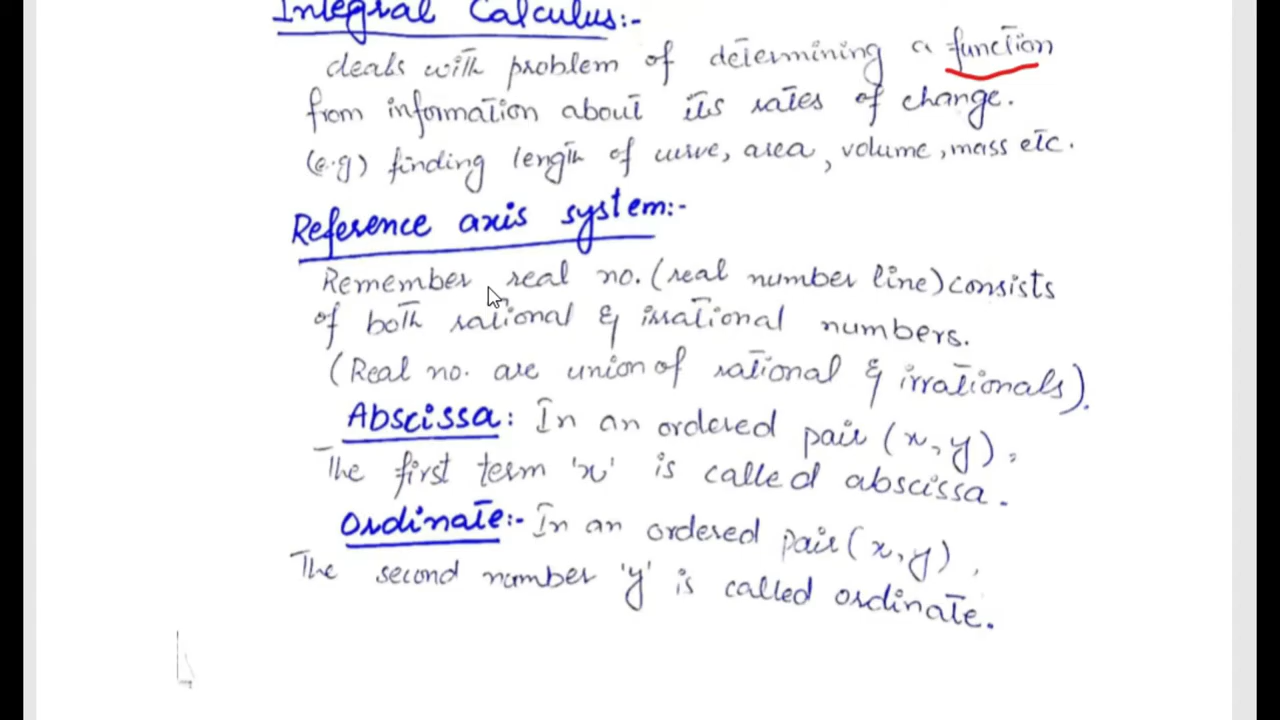 Integral Calculus:-
deals with problem of determining a function
from information about its rates of change.
(e.g) finding length of curve, area, volume, mass etc.
Reference axis system:-
Remember real no. (real number line) consists
of both rational & irrational numbers.
(Real no. are union of rational & irrationals).
Abscissa: In an ordered pair (x, y),
The first term 'x' is called abscissa.
Ordinate:- In an ordered pair (x, y),
The second number 'y' is called ordinate.